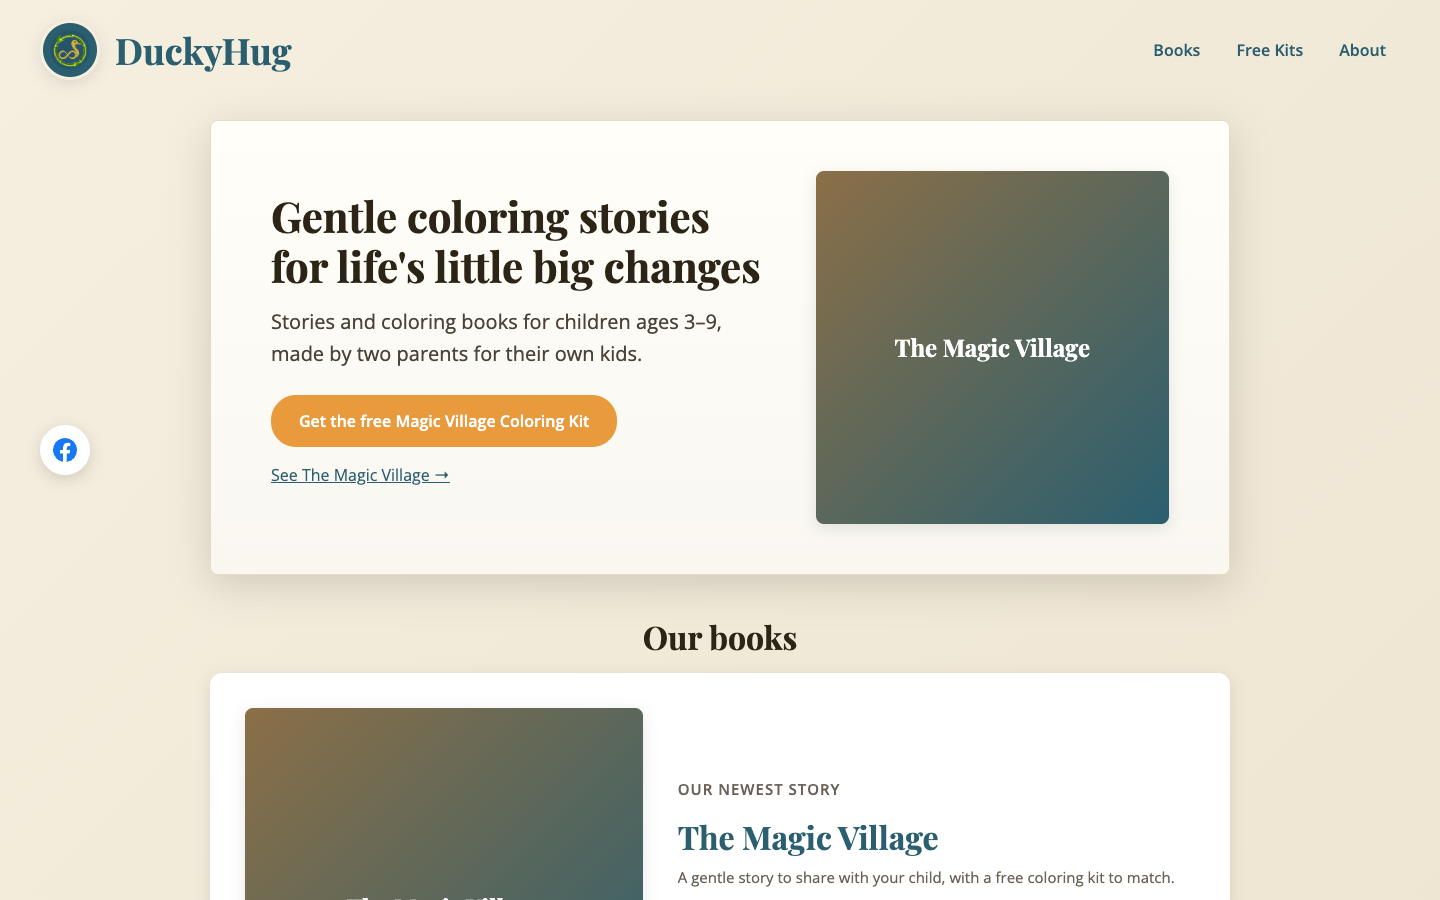 DuckyHug
Books
Free Kits
About
Gentle coloring stories
for life's little big changes
Stories and coloring books for children ages 3–9,
made by two parents for their own kids.
Get the free Magic Village Coloring Kit
See The Magic Village →
The Magic Village
Our books
OUR NEWEST STORY
The Magic Village
A gentle story to share with your child, with a free coloring kit to match.